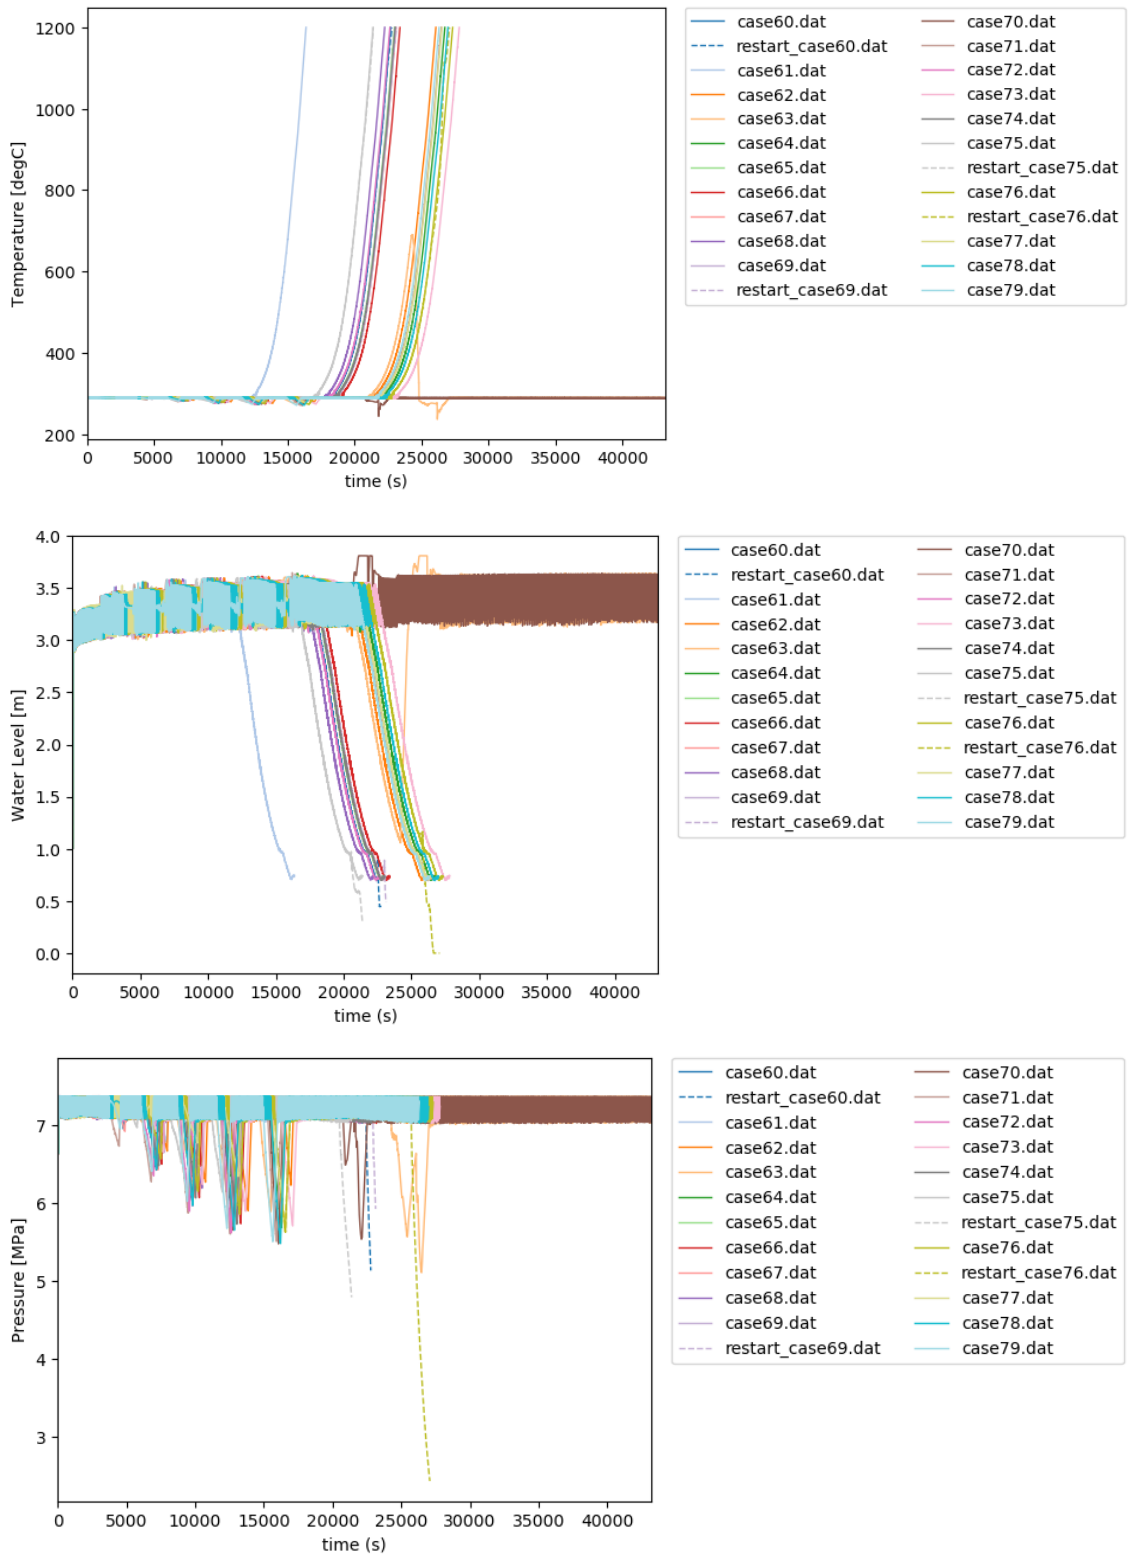 Temperature [degC]
1200
1000
800
600
400
200
0 5000 10000 15000 20000 25000 30000 35000 40000
time (s)
case60.dat
restart_case60.dat
case61.dat
case62.dat
case63.dat
case64.dat
case65.dat
case66.dat
case67.dat
case68.dat
case69.dat
restart_case69.dat
case70.dat
case71.dat
case72.dat
case73.dat
case74.dat
case75.dat
restart_case75.dat
case76.dat
restart_case76.dat
case77.dat
case78.dat
case79.dat
Water Level [m]
4.0
3.5
3.0
2.5
2.0
1.5
1.0
0.5
0.0
0 5000 10000 15000 20000 25000 30000 35000 40000
time (s)
case60.dat
restart_case60.dat
case61.dat
case62.dat
case63.dat
case64.dat
case65.dat
case66.dat
case67.dat
case68.dat
case69.dat
restart_case69.dat
case70.dat
case71.dat
case72.dat
case73.dat
case74.dat
case75.dat
restart_case75.dat
case76.dat
restart_case76.dat
case77.dat
case78.dat
case79.dat
Pressure [MPa]
7
6
5
4
3
0 5000 10000 15000 20000 25000 30000 35000 40000
time (s)
case60.dat
restart_case60.dat
case61.dat
case62.dat
case63.dat
case64.dat
case65.dat
case66.dat
case67.dat
case68.dat
case69.dat
restart_case69.dat
case70.dat
case71.dat
case72.dat
case73.dat
case74.dat
case75.dat
restart_case75.dat
case76.dat
restart_case76.dat
case77.dat
case78.dat
case79.dat